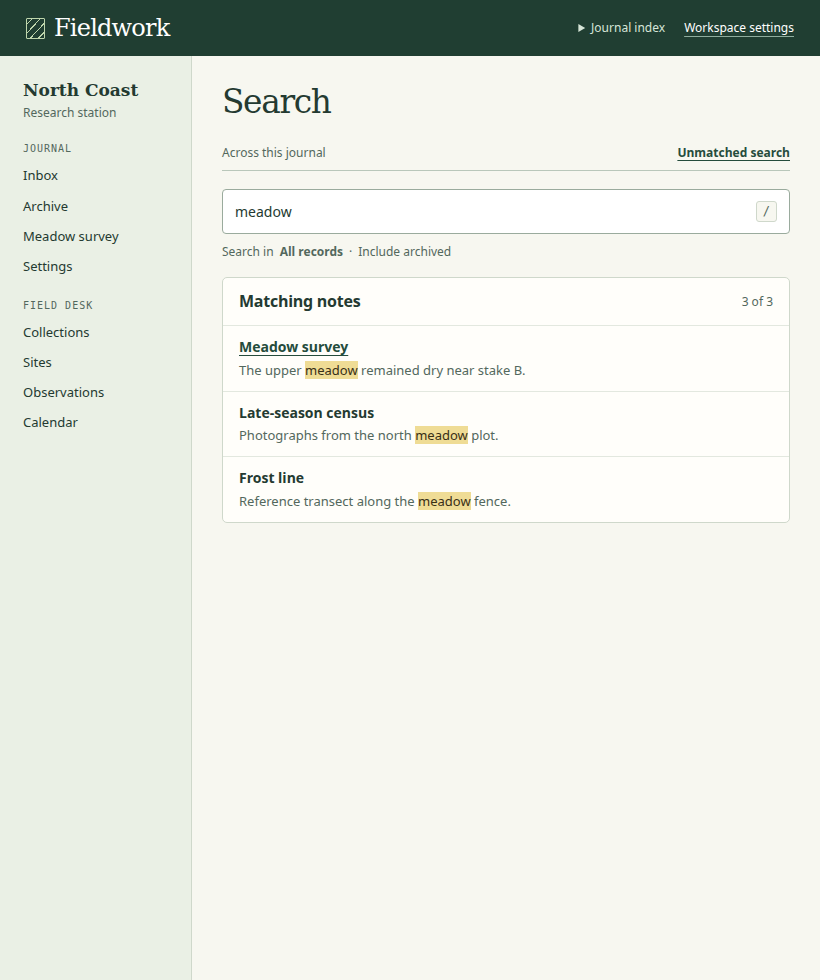 Fieldwork
▶ Journal index
Workspace settings
North Coast
Research station
JOURNAL
Inbox
Archive
Meadow survey
Settings
FIELD DESK
Collections
Sites
Observations
Calendar
Search
Across this journal
Unmatched search
meadow
/
Search in All records · Include archived
Matching notes
3 of 3
Meadow survey
The upper meadow remained dry near stake B.
Late-season census
Photographs from the north meadow plot.
Frost line
Reference transect along the meadow fence.